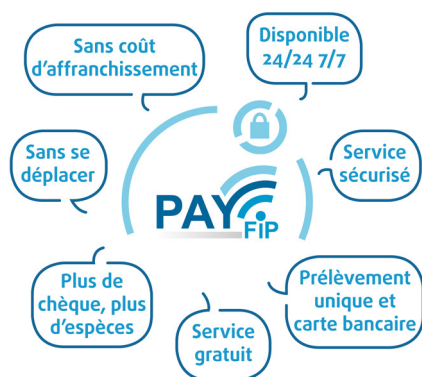 Sans coût
d'affranchissement
Disponible
24/24 7/7
Sans se
déplacer
Service
sécurisé
PAY
FiP
Plus de
chèque, plus
d'espèces
Service
gratuit
Prélèvement
unique et
carte bancaire